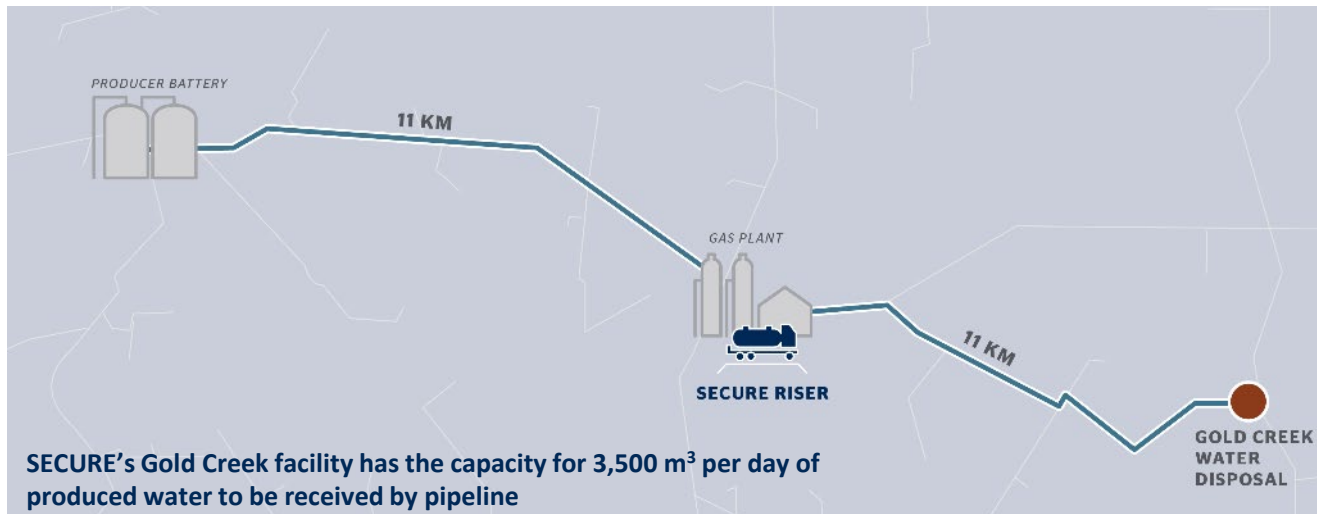 PRODUCER BATTERY
11 KM
GAS PLANT
11 KM
SECURE RISER
GOLD CREEK
WATER
DISPOSAL
SECURE's Gold Creek facility has the capacity for 3,500 m³ per day of
produced water to be received by pipeline